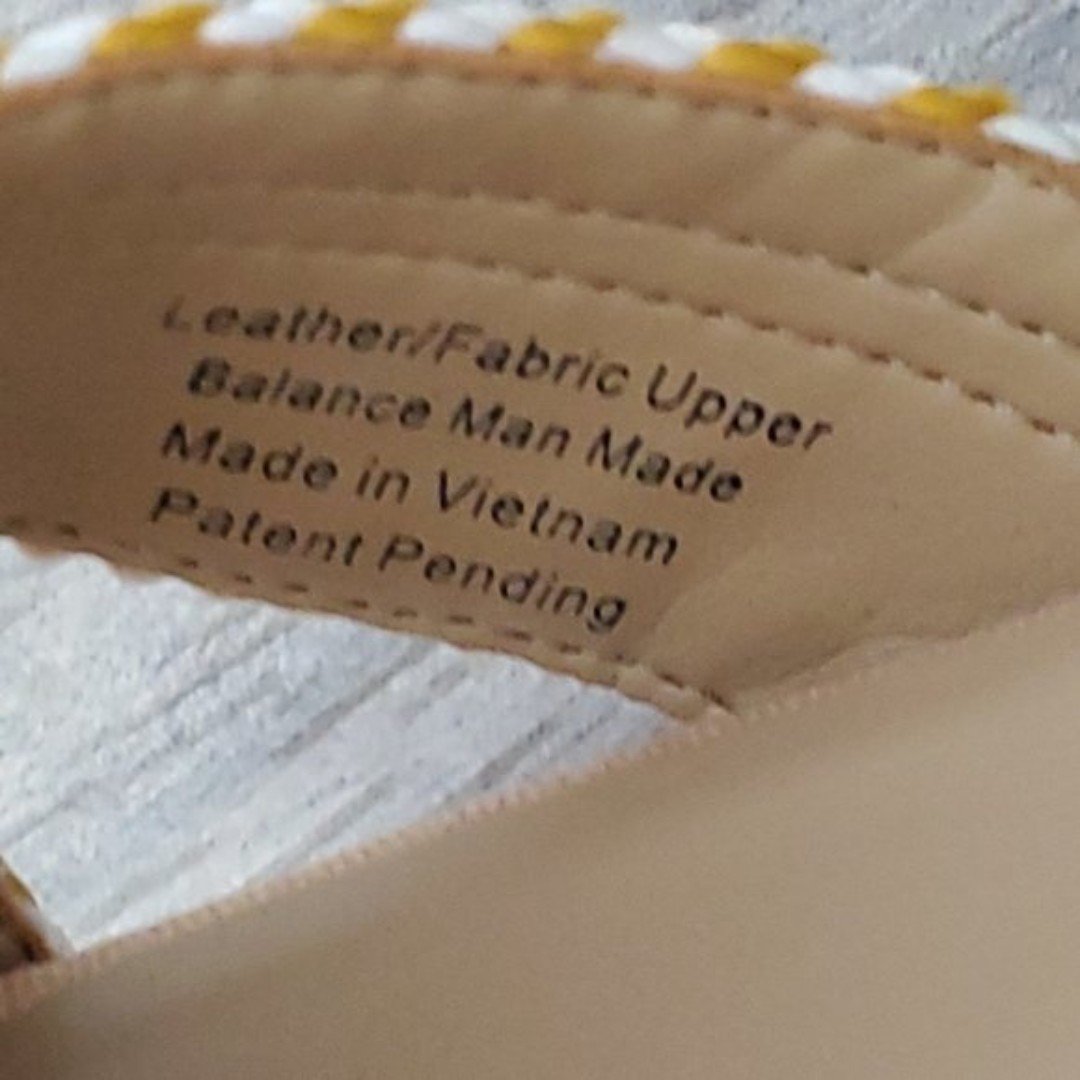 Leather/Fabric Upper
Balance Man Made
Made in Vietnam
Patent Pending